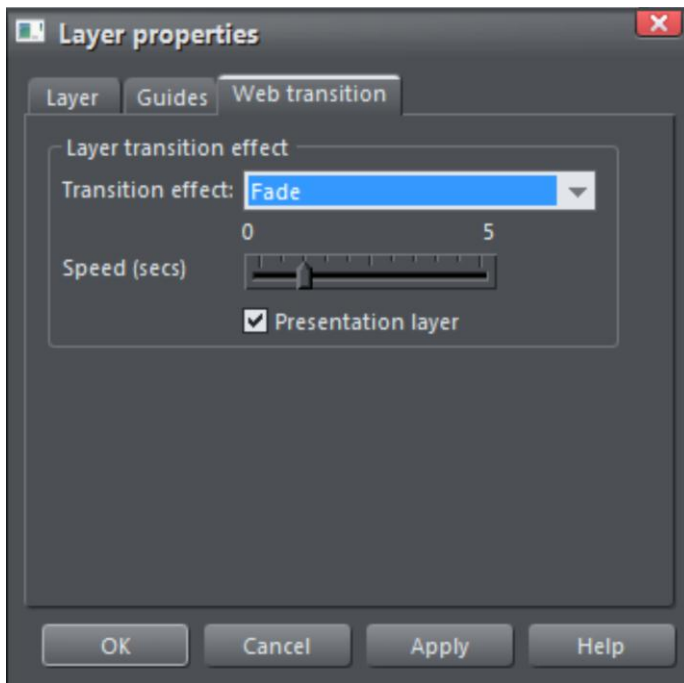 Layer properties
Layer Guides Web transition
Layer transition effect
Transition effect: Fade
0 5
Speed (secs)
Presentation layer
OK Cancel Apply Help